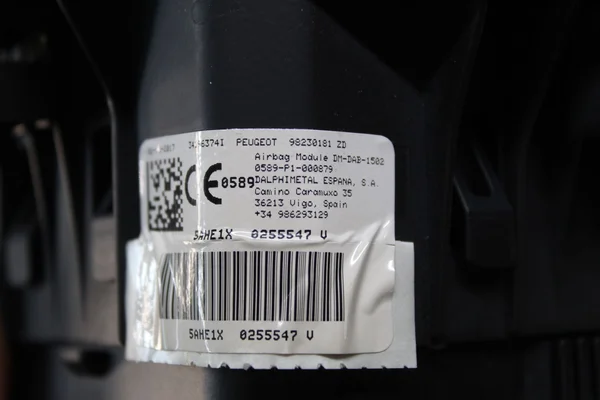 PEUGEOT 98230181 ZD
Airbag Module DM-DAB-1502
0589-P1-000879
CE 0589 DALPHIMETAL ESPANA, S.A.
Camino Caramuxo 35
36213 Vigo, Spain
+34 986293129
5AHE1X 0255547 V
5AHE1X 0255547 V